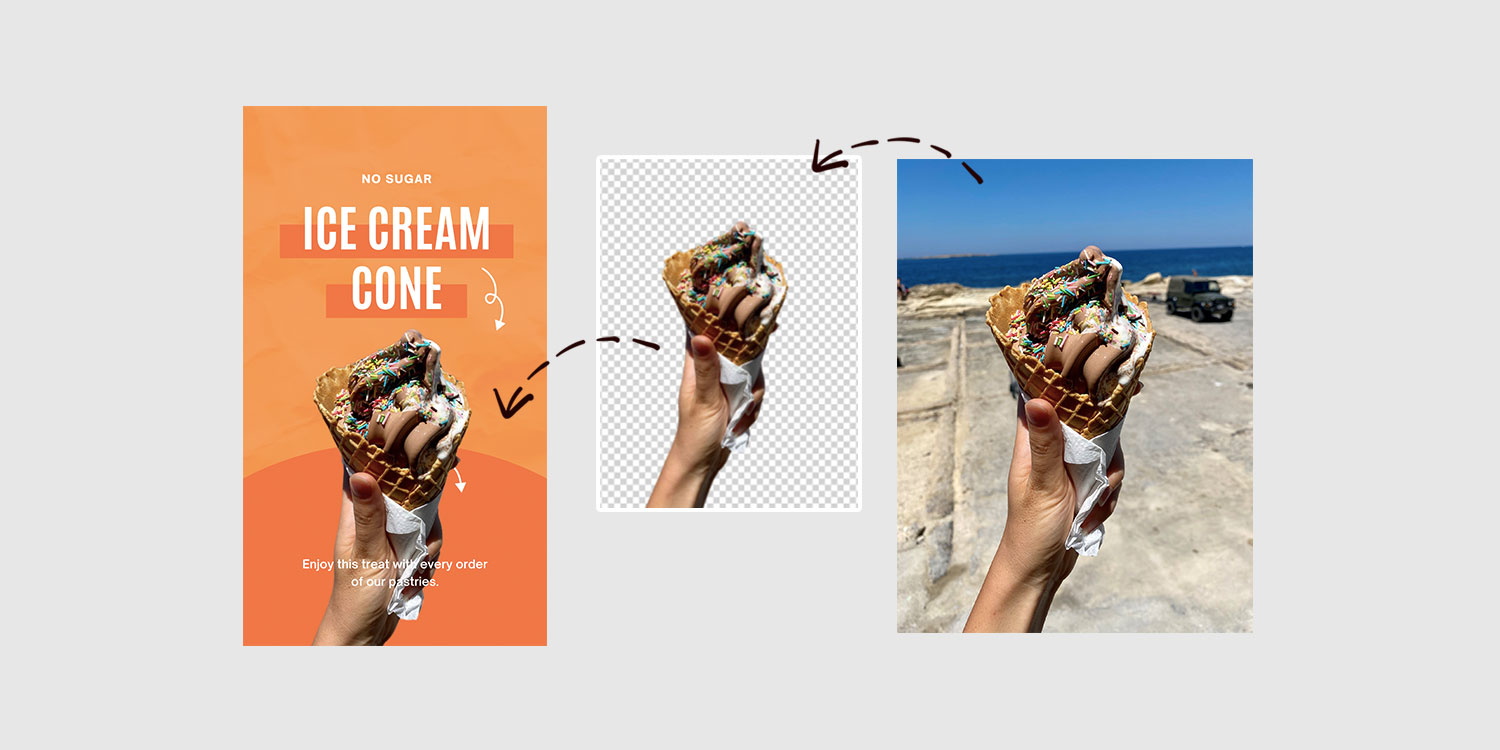 NO SUGAR
ICE CREAM
CONE
Enjoy this treat with every order
of our pastries.